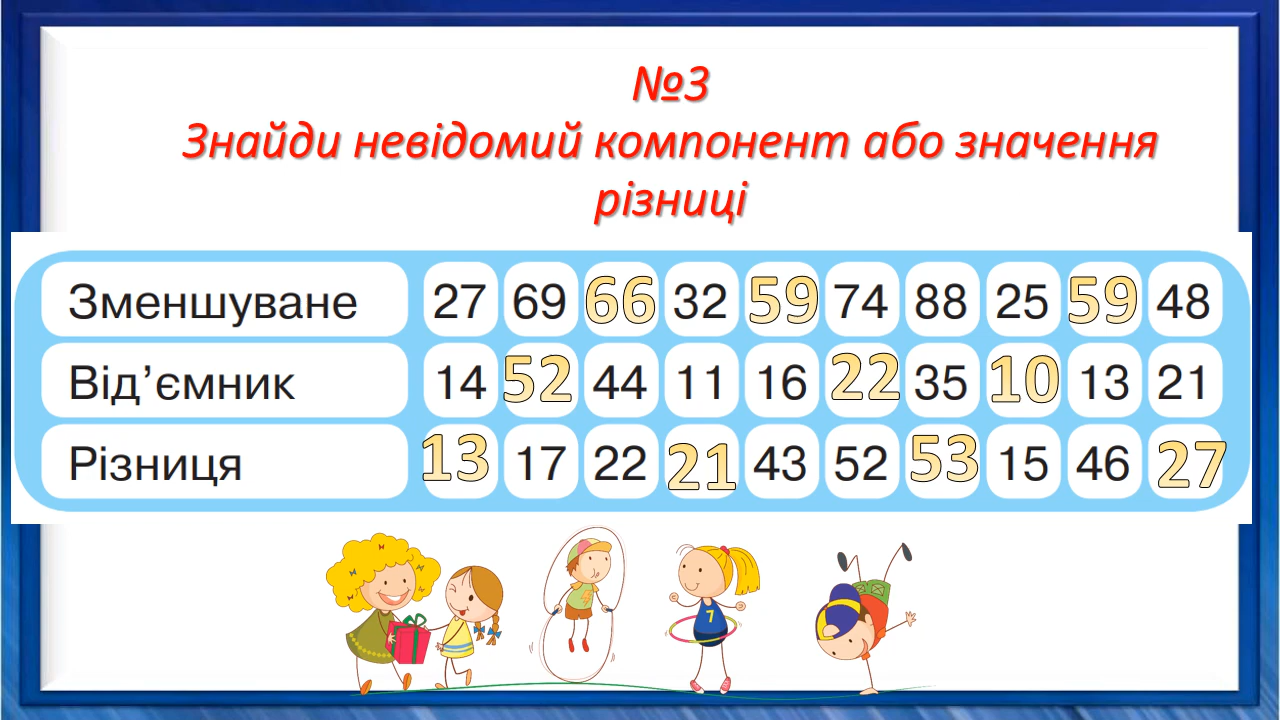 №3
Знайди невідомий компонент або значення
різниці
Зменшуване 27 69 66 32 59 74 88 25 59 48
Від’ємник 14 52 44 11 16 22 35 10 13 21
Різниця 13 17 22 21 43 52 53 15 46 27
7